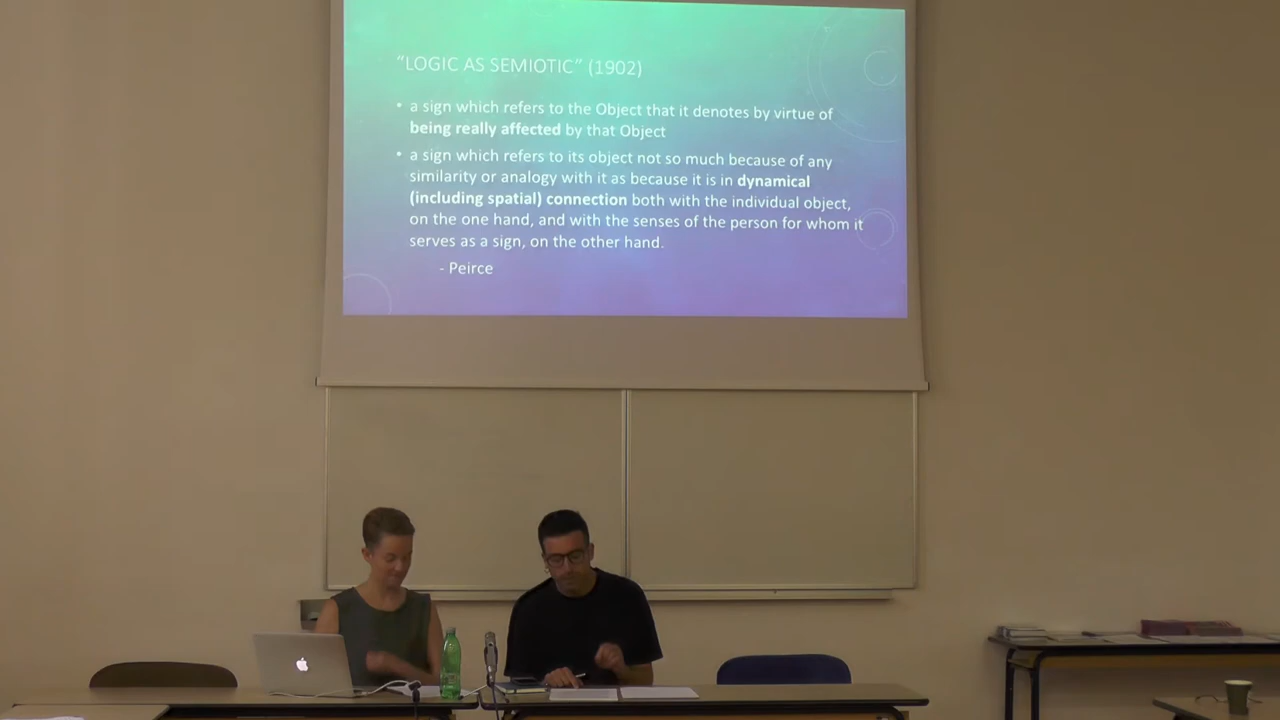 "LOGIC AS SEMIOTIC" (1902)
• a sign which refers to the Object that it denotes by virtue of
being really affected by that Object
• a sign which refers to its object not so much because of any
similarity or analogy with it as because it is in dynamical
(including spatial) connection both with the individual object,
on the one hand, and with the senses of the person for whom it
serves as a sign, on the other hand.
- Peirce